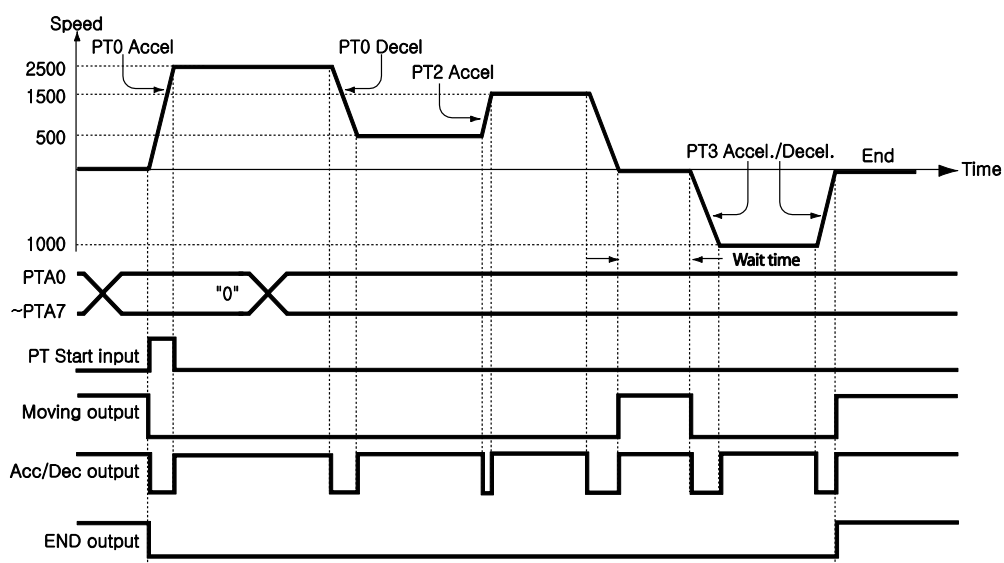 Speed
PT0 Accel
PT0 Decel
PT2 Accel
2500
1500
500
PT3 Accel./Decel.
End
Time
1000
Wait time
PTA0
"0"
~PTA7
PT Start input
Moving output
Acc/Dec output
END output